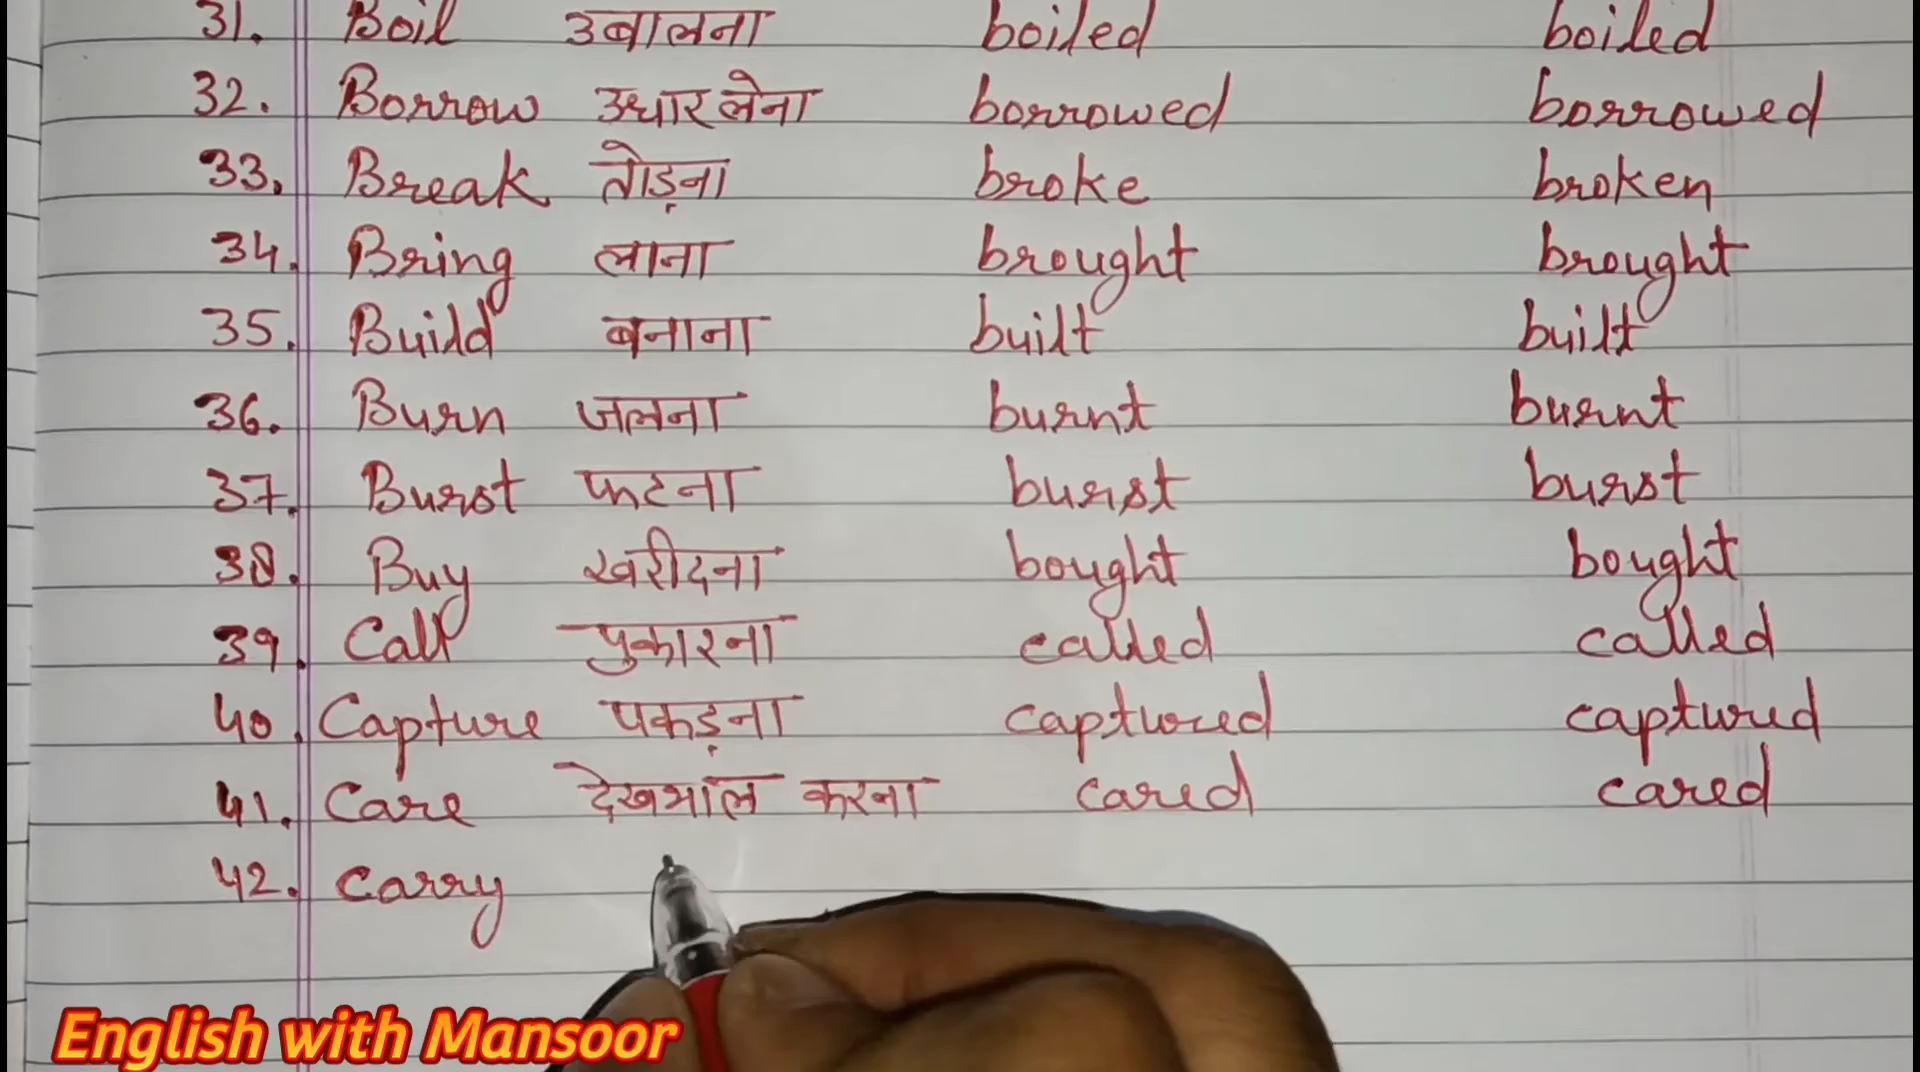 31. Boil उबालना boiled boiled
32. Borrow उधार लेना borrowed borrowed
33. Break तोड़ना broke broken
34. Bring लाना brought brought
35. Build बनाना built built
36. Burn जलना burnt burnt
37. Burst फटना burst burst
38. Buy खरीदना bought bought
39. Call पुकारना called called
40. Capture पकड़ना captured captured
41. Care देखभाल करना cared cared
42. Carry
English with Mansoor